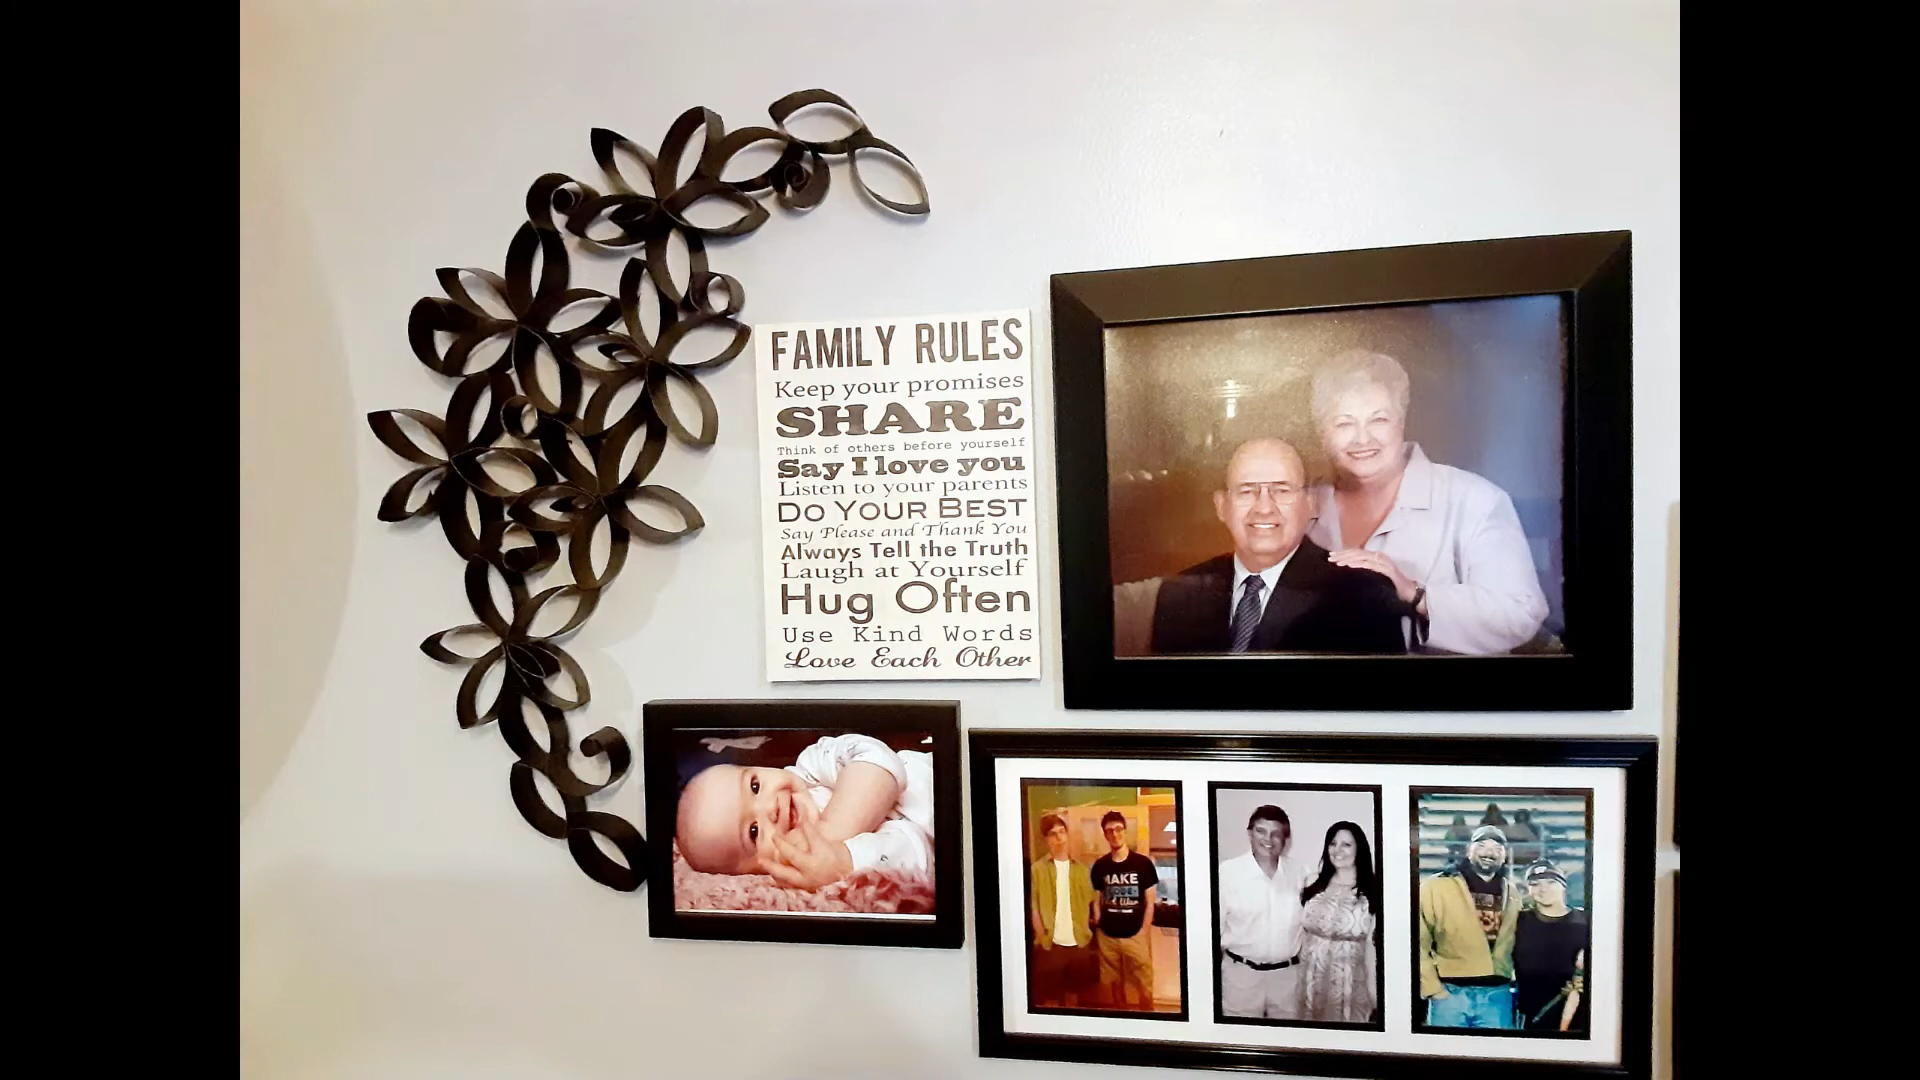 FAMILY RULES
Keep your promises
SHARE
Think of others before yourself
Say I love you
Listen to your parents
DO YOUR BEST
Say Please and Thank You
Always Tell the Truth
Laugh at Yourself
Hug Often
Use Kind Words
Love Each Other
MAKE